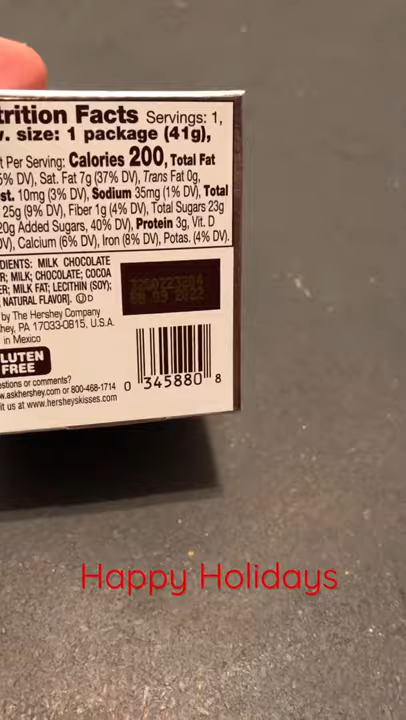 trition Facts Servings: 1,
v. size: 1 package (41g),
t Per Serving: Calories 200, Total Fat
5% DV), Sat. Fat 7g (37% DV), Trans Fat 0g,
st. 10mg (3% DV), Sodium 35mg (1% DV), Total
25g (9% DV), Fiber 1g (4% DV), Total Sugars 23g
20g Added Sugars, 40% DV), Protein 3g, Vit. D
DV), Calcium (6% DV), Iron (8% DV), Potas. (4% DV).
EDIENTS: MILK CHOCOLATE
R; MILK; CHOCOLATE; COCOA
ER; MILK FAT; LECITHIN (SOY);
NATURAL FLAVOR]. U D
by The Hershey Company
hey, PA 17033-0815, U.S.A.
in Mexico
LUTEN
FREE
estions or comments?
w.askhershey.com or 800-468-1714
it us at www.hersheyskisses.com
0 345880 8
Happy Holidays